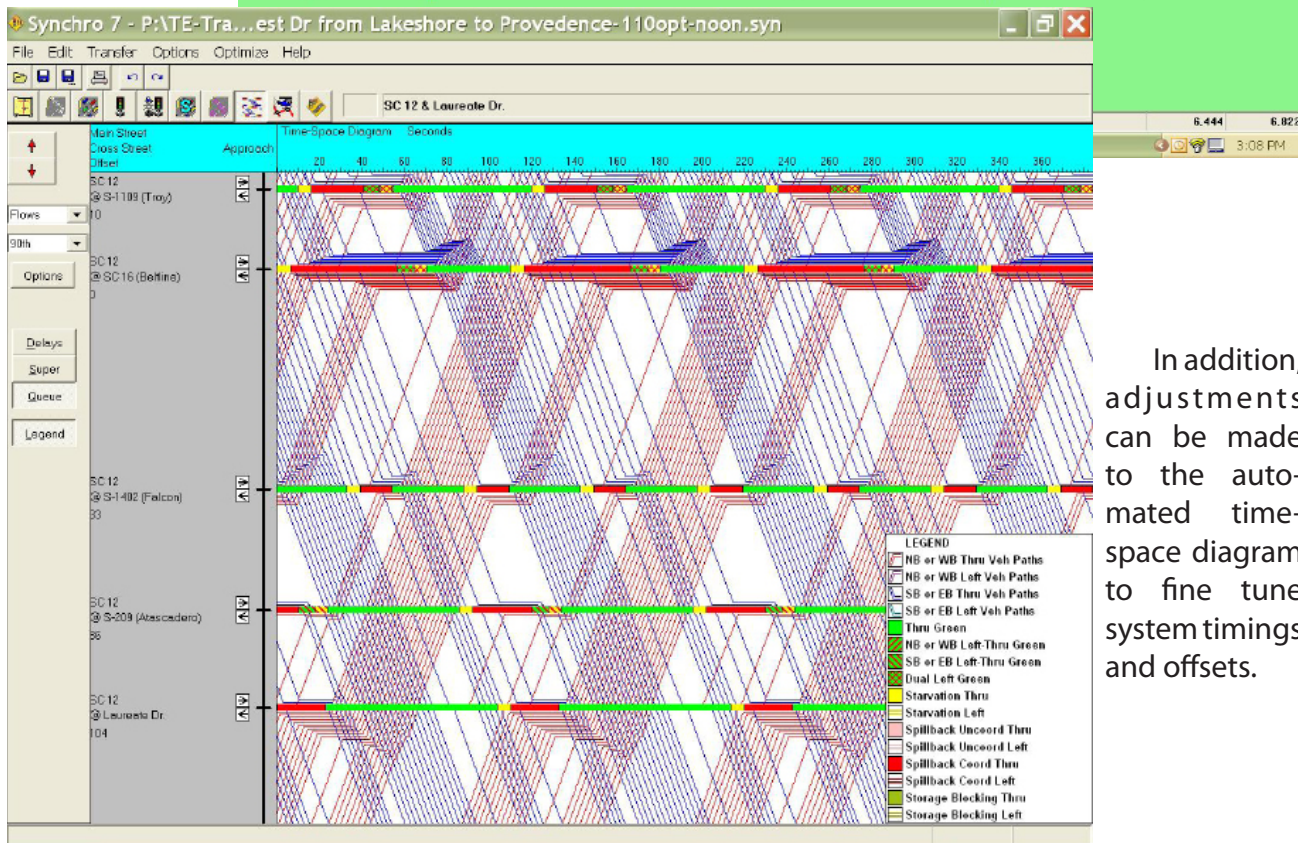 Synchro 7 - P:\TE-Tra...est Dr from Lakeshore to Provedence-110opt-noon.syn
File Edit Transfer Options Optimize Help
SC 12 & Laureate Dr.
Main Street
Cross Street Approach
Offset
Time-Space Diagram Seconds
20 40 60 80 100 120 140 160 180 200 220 240 260 280 300 320 340 360
6.444 6.822
3:08 PM
Flows
90th
Options
Delays
Super
Queue
Legend
SC 12
@ S-1109 (Troy)
10
SC 12
@ SC 16 (Beltline)
0
SC 12
@ S-1402 (Falcon)
93
SC 12
@ S-209 (Atascadero)
SC 12
@ Laureate Dr.
104
LEGEND
NB or WB Thru Veh Paths
NB or WB Left Veh Paths
SB or EB Thru Veh Paths
SB or EB Left Veh Paths
Thru Green
NB or WB Left-Thru Green
SB or EB Left-Thru Green
Dual Left Green
Starvation Thru
Starvation Left
Spillback Uncoord Thru
Spillback Uncoord Left
Spillback Coord Thru
Spillback Coord Left
Storage Blocking Thru
Storage Blocking Left
In addition,
adjustments
can be made
to the auto-
mated time-
space diagram
to fine tune
system timings
and offsets.